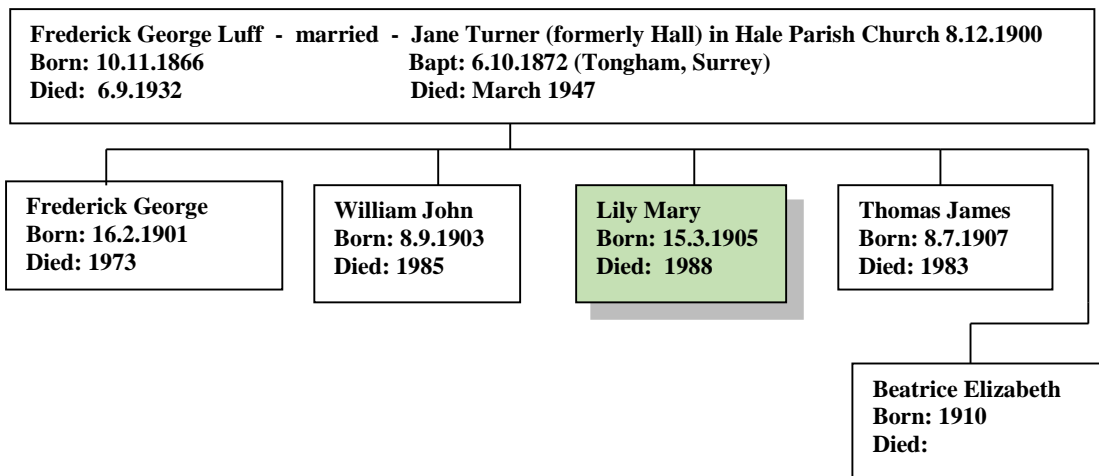 Frederick George Luff - married - Jane Turner (formerly Hall) in Hale Parish Church 8.12.1900
Born: 10.11.1866 Bapt: 6.10.1872 (Tongham, Surrey)
Died: 6.9.1932 Died: March 1947
Frederick George
Born: 16.2.1901
Died: 1973
William John
Born: 8.9.1903
Died: 1985
Lily Mary
Born: 15.3.1905
Died: 1988
Thomas James
Born: 8.7.1907
Died: 1983
Beatrice Elizabeth
Born: 1910
Died: